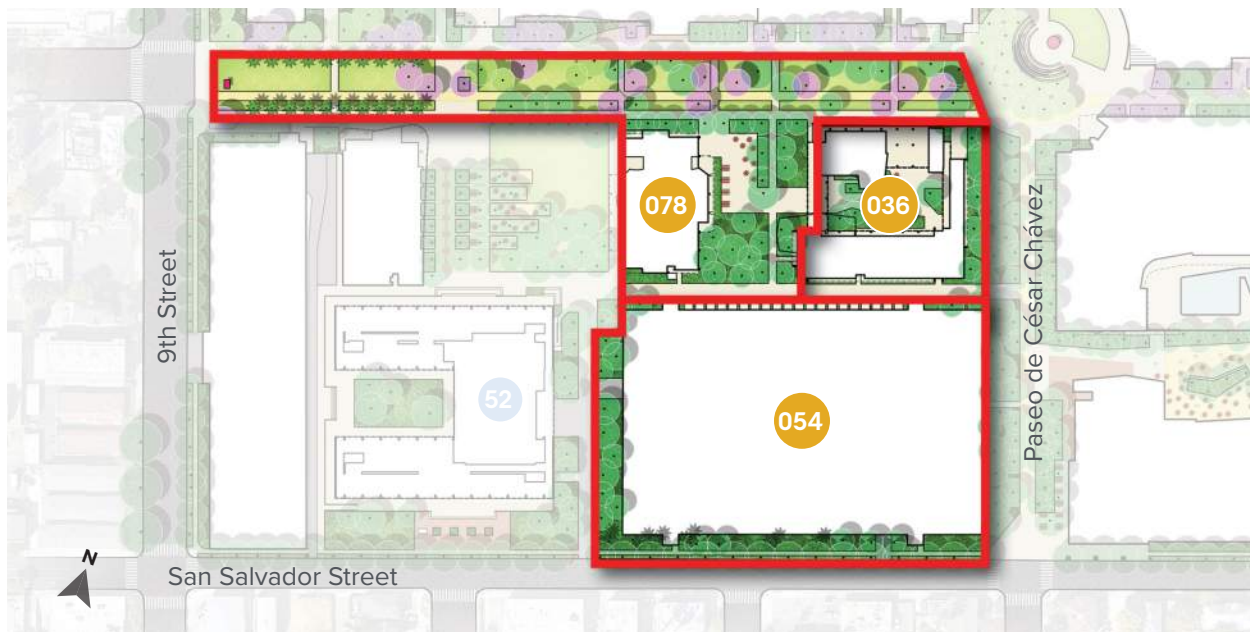 078
036
9th Street
Paseo de César Chávez
52
054
N
San Salvador Street